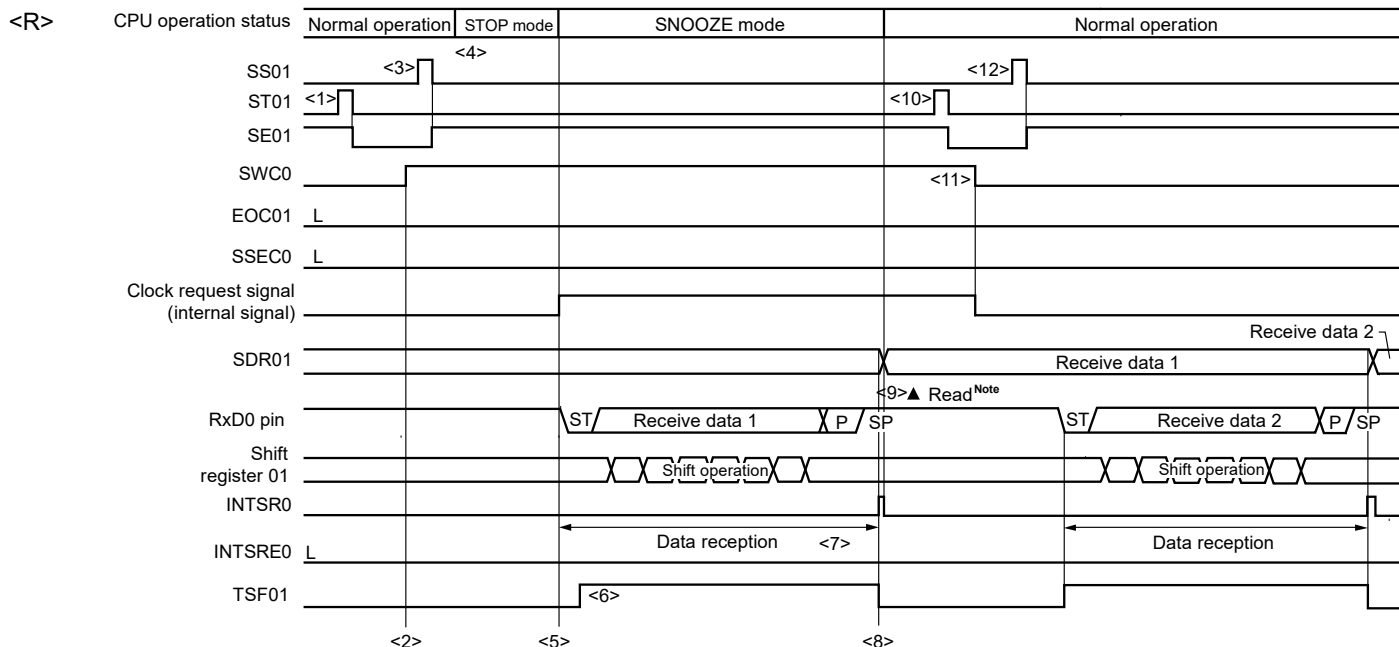 <R> CPU operation status Normal operation STOP mode SNOOZE mode Normal operation
<4>
SS01 <3> <12>
ST01 <1> <10>
SE01
SWC0 <11>
EOC01 L
SSEC0 L
Clock request signal
(internal signal)
Receive data 2
SDR01 Receive data 1
<9>▲ Read Note
RxD0 pin ST Receive data 1 P SP ST Receive data 2 P SP
Shift
register 01 Shift operation Shift operation
INTSR0
Data reception <7> Data reception
INTSRE0 L
TSF01 <6>
<2> <5> <8>